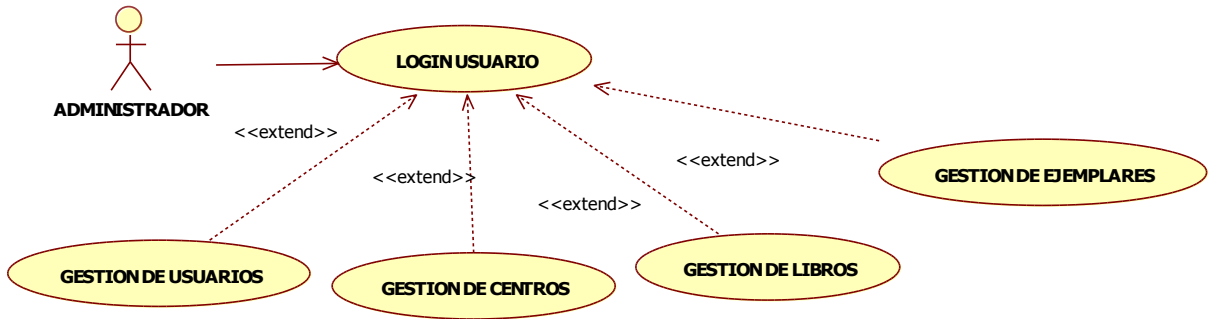 LOGIN USUARIO
ADMINISTRADOR
<<extend>>
<<extend>>
<<extend>>
<<extend>>
GESTION DE EJEMPLARES
GESTION DE USUARIOS
GESTION DE CENTROS
GESTION DE LIBROS